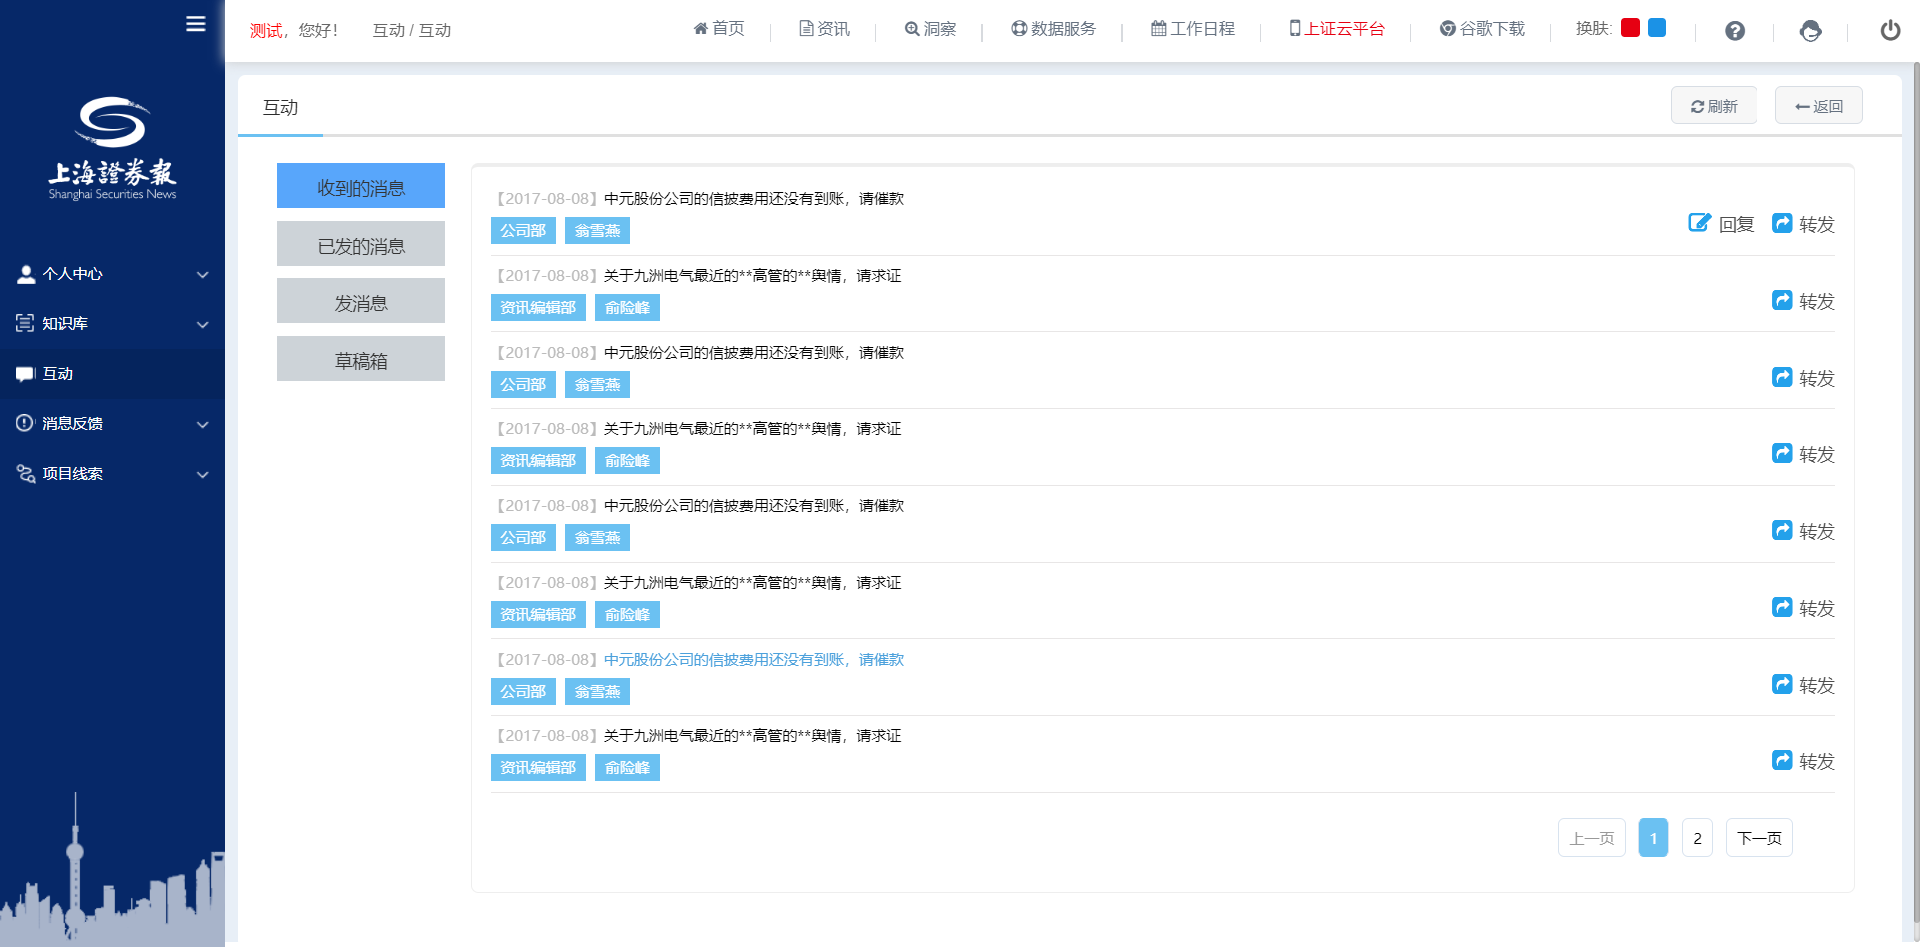 测试，您好！ 互动 / 互动
首页
资讯
洞察
数据服务
工作日程
上证云平台
谷歌下载
换肤:
上海證券報
Shanghai Securities News
个人中心
知识库
互动
消息反馈
项目线索
互动
刷新
返回
收到的消息
已发的消息
发消息
草稿箱
【2017-08-08】中元股份公司的信披费用还没有到账，请催款
公司部 翁雪燕
回复 转发
【2017-08-08】关于九洲电气最近的**高管的**舆情，请求证
资讯编辑部 俞险峰
转发
【2017-08-08】中元股份公司的信披费用还没有到账，请催款
公司部 翁雪燕
转发
【2017-08-08】关于九洲电气最近的**高管的**舆情，请求证
资讯编辑部 俞险峰
转发
【2017-08-08】中元股份公司的信披费用还没有到账，请催款
公司部 翁雪燕
转发
【2017-08-08】关于九洲电气最近的**高管的**舆情，请求证
资讯编辑部 俞险峰
转发
【2017-08-08】中元股份公司的信披费用还没有到账，请催款
公司部 翁雪燕
转发
【2017-08-08】关于九洲电气最近的**高管的**舆情，请求证
资讯编辑部 俞险峰
转发
上一页 1 2 下一页